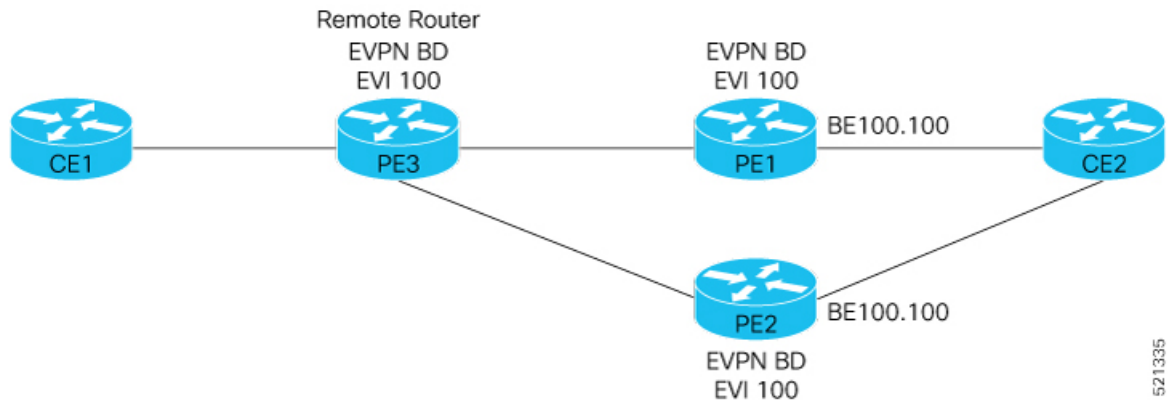 Remote Router
EVPN BD
EVI 100
EVPN BD
EVI 100
CE1
PE3
PE1
BE100.100
CE2
PE2
BE100.100
EVPN BD
EVI 100
521335